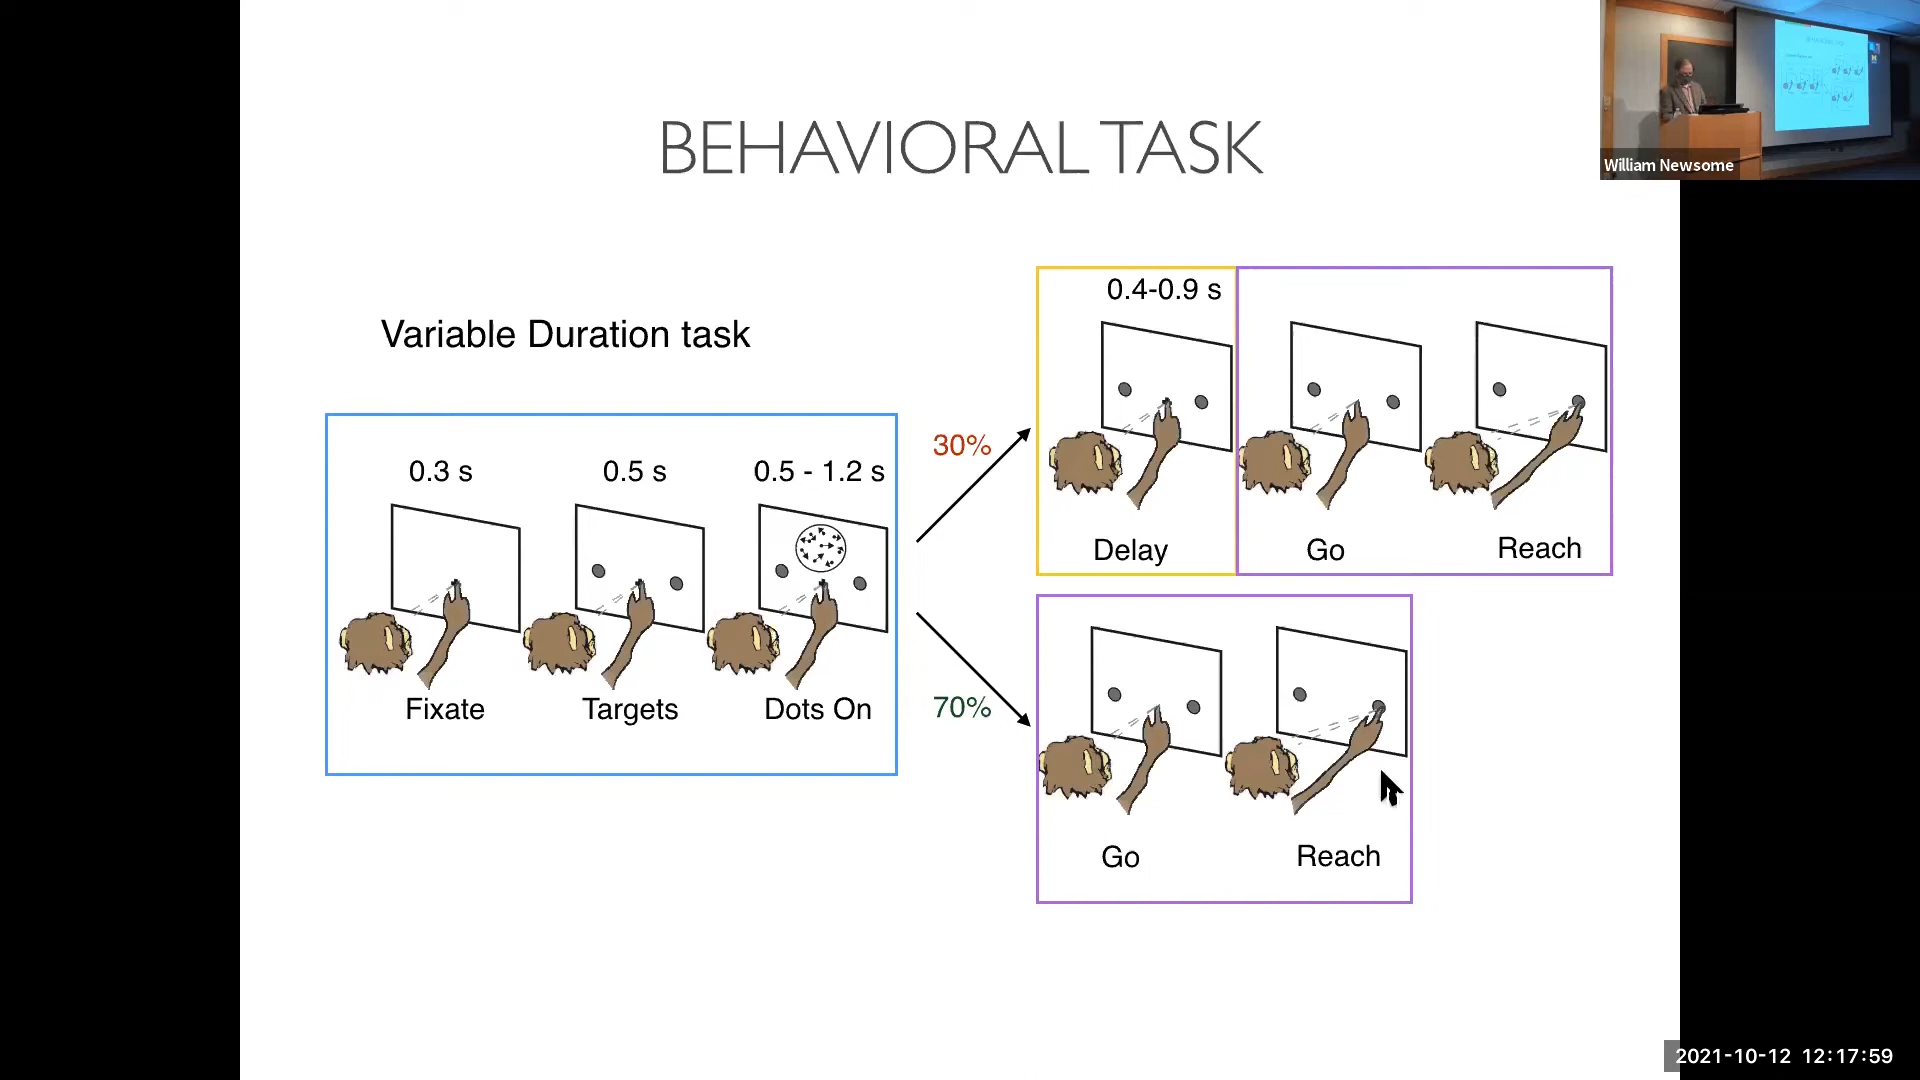 BEHAVIORAL TASK
William Newsome
Variable Duration task
0.3 s
0.5 s
0.5 - 1.2 s
Fixate
Targets
Dots On
30%
70%
0.4-0.9 s
Delay
Go
Reach
Go
Reach
2021-10-12 12:17:59